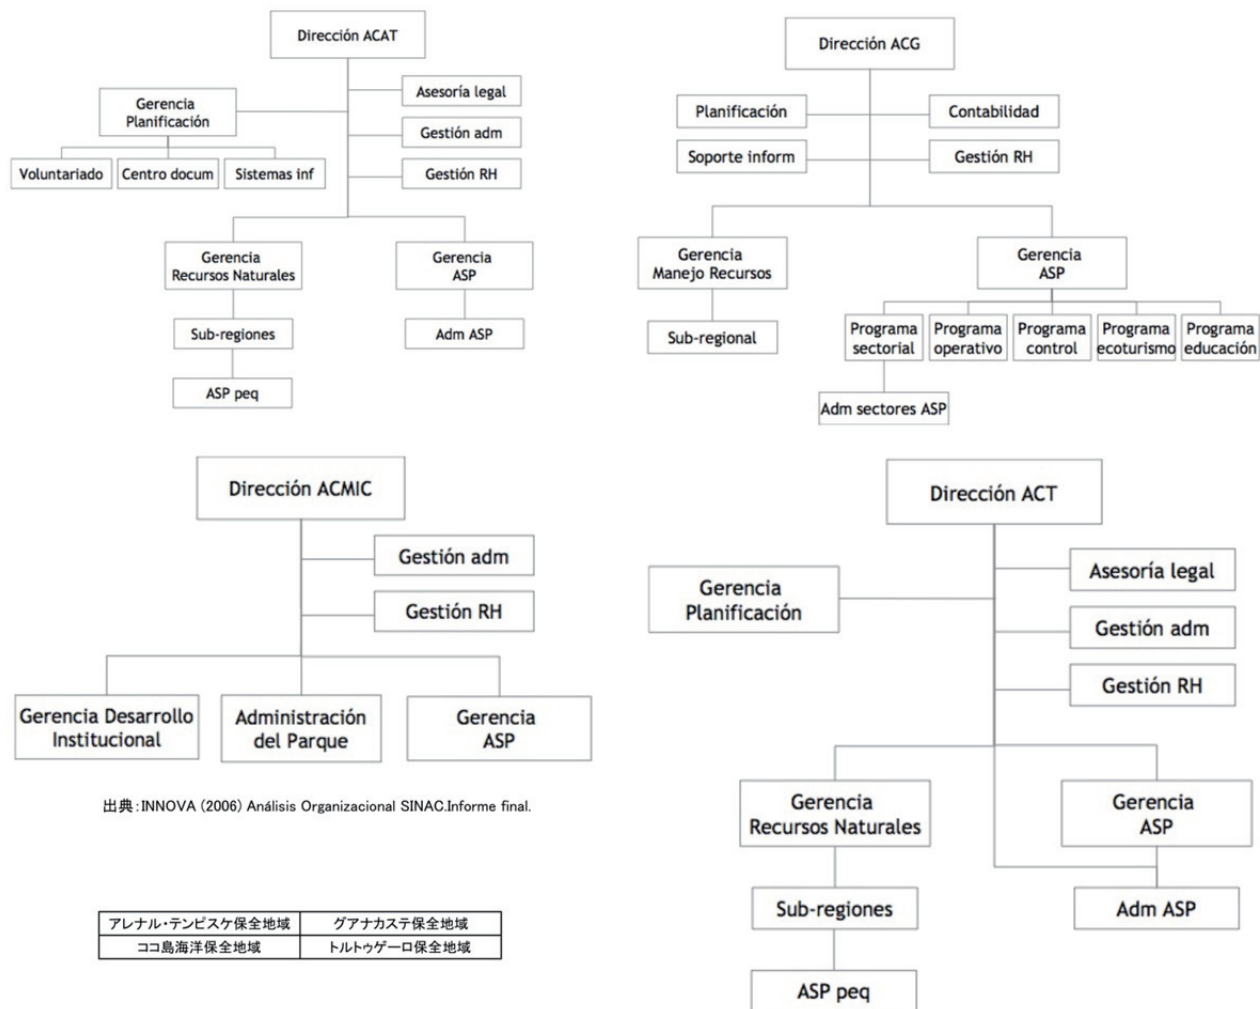 Dirección ACAT
Asesoría legal
Gerencia
Planificación
Gestión adm
Voluntariado
Centro docum
Sistemas inf
Gestión RH
Gerencia
Recursos Naturales
Gerencia
ASP
Sub-regiones
Adm ASP
ASP peq
Dirección ACG
Planificación
Contabilidad
Soporte inform
Gestión RH
Gerencia
Manejo Recursos
Gerencia
ASP
Sub-regional
Programa
sectorial
Programa
operativo
Programa
control
Programa
ecoturismo
Programa
educación
Adm sectores ASP
Dirección ACMIC
Gestión adm
Gestión RH
Gerencia Desarrollo
Institucional
Administración
del Parque
Gerencia
ASP
出典:INNOVA (2006) Análisis Organizacional SINAC.Informe final.
アレナル・テンピスケ保全地域
グアナカステ保全地域
ココ島海洋保全地域
トルトゥゲーロ保全地域
Dirección ACT
Asesoría legal
Gerencia
Planificación
Gestión adm
Gestión RH
Gerencia
Recursos Naturales
Gerencia
ASP
Sub-regiones
Adm ASP
ASP peq